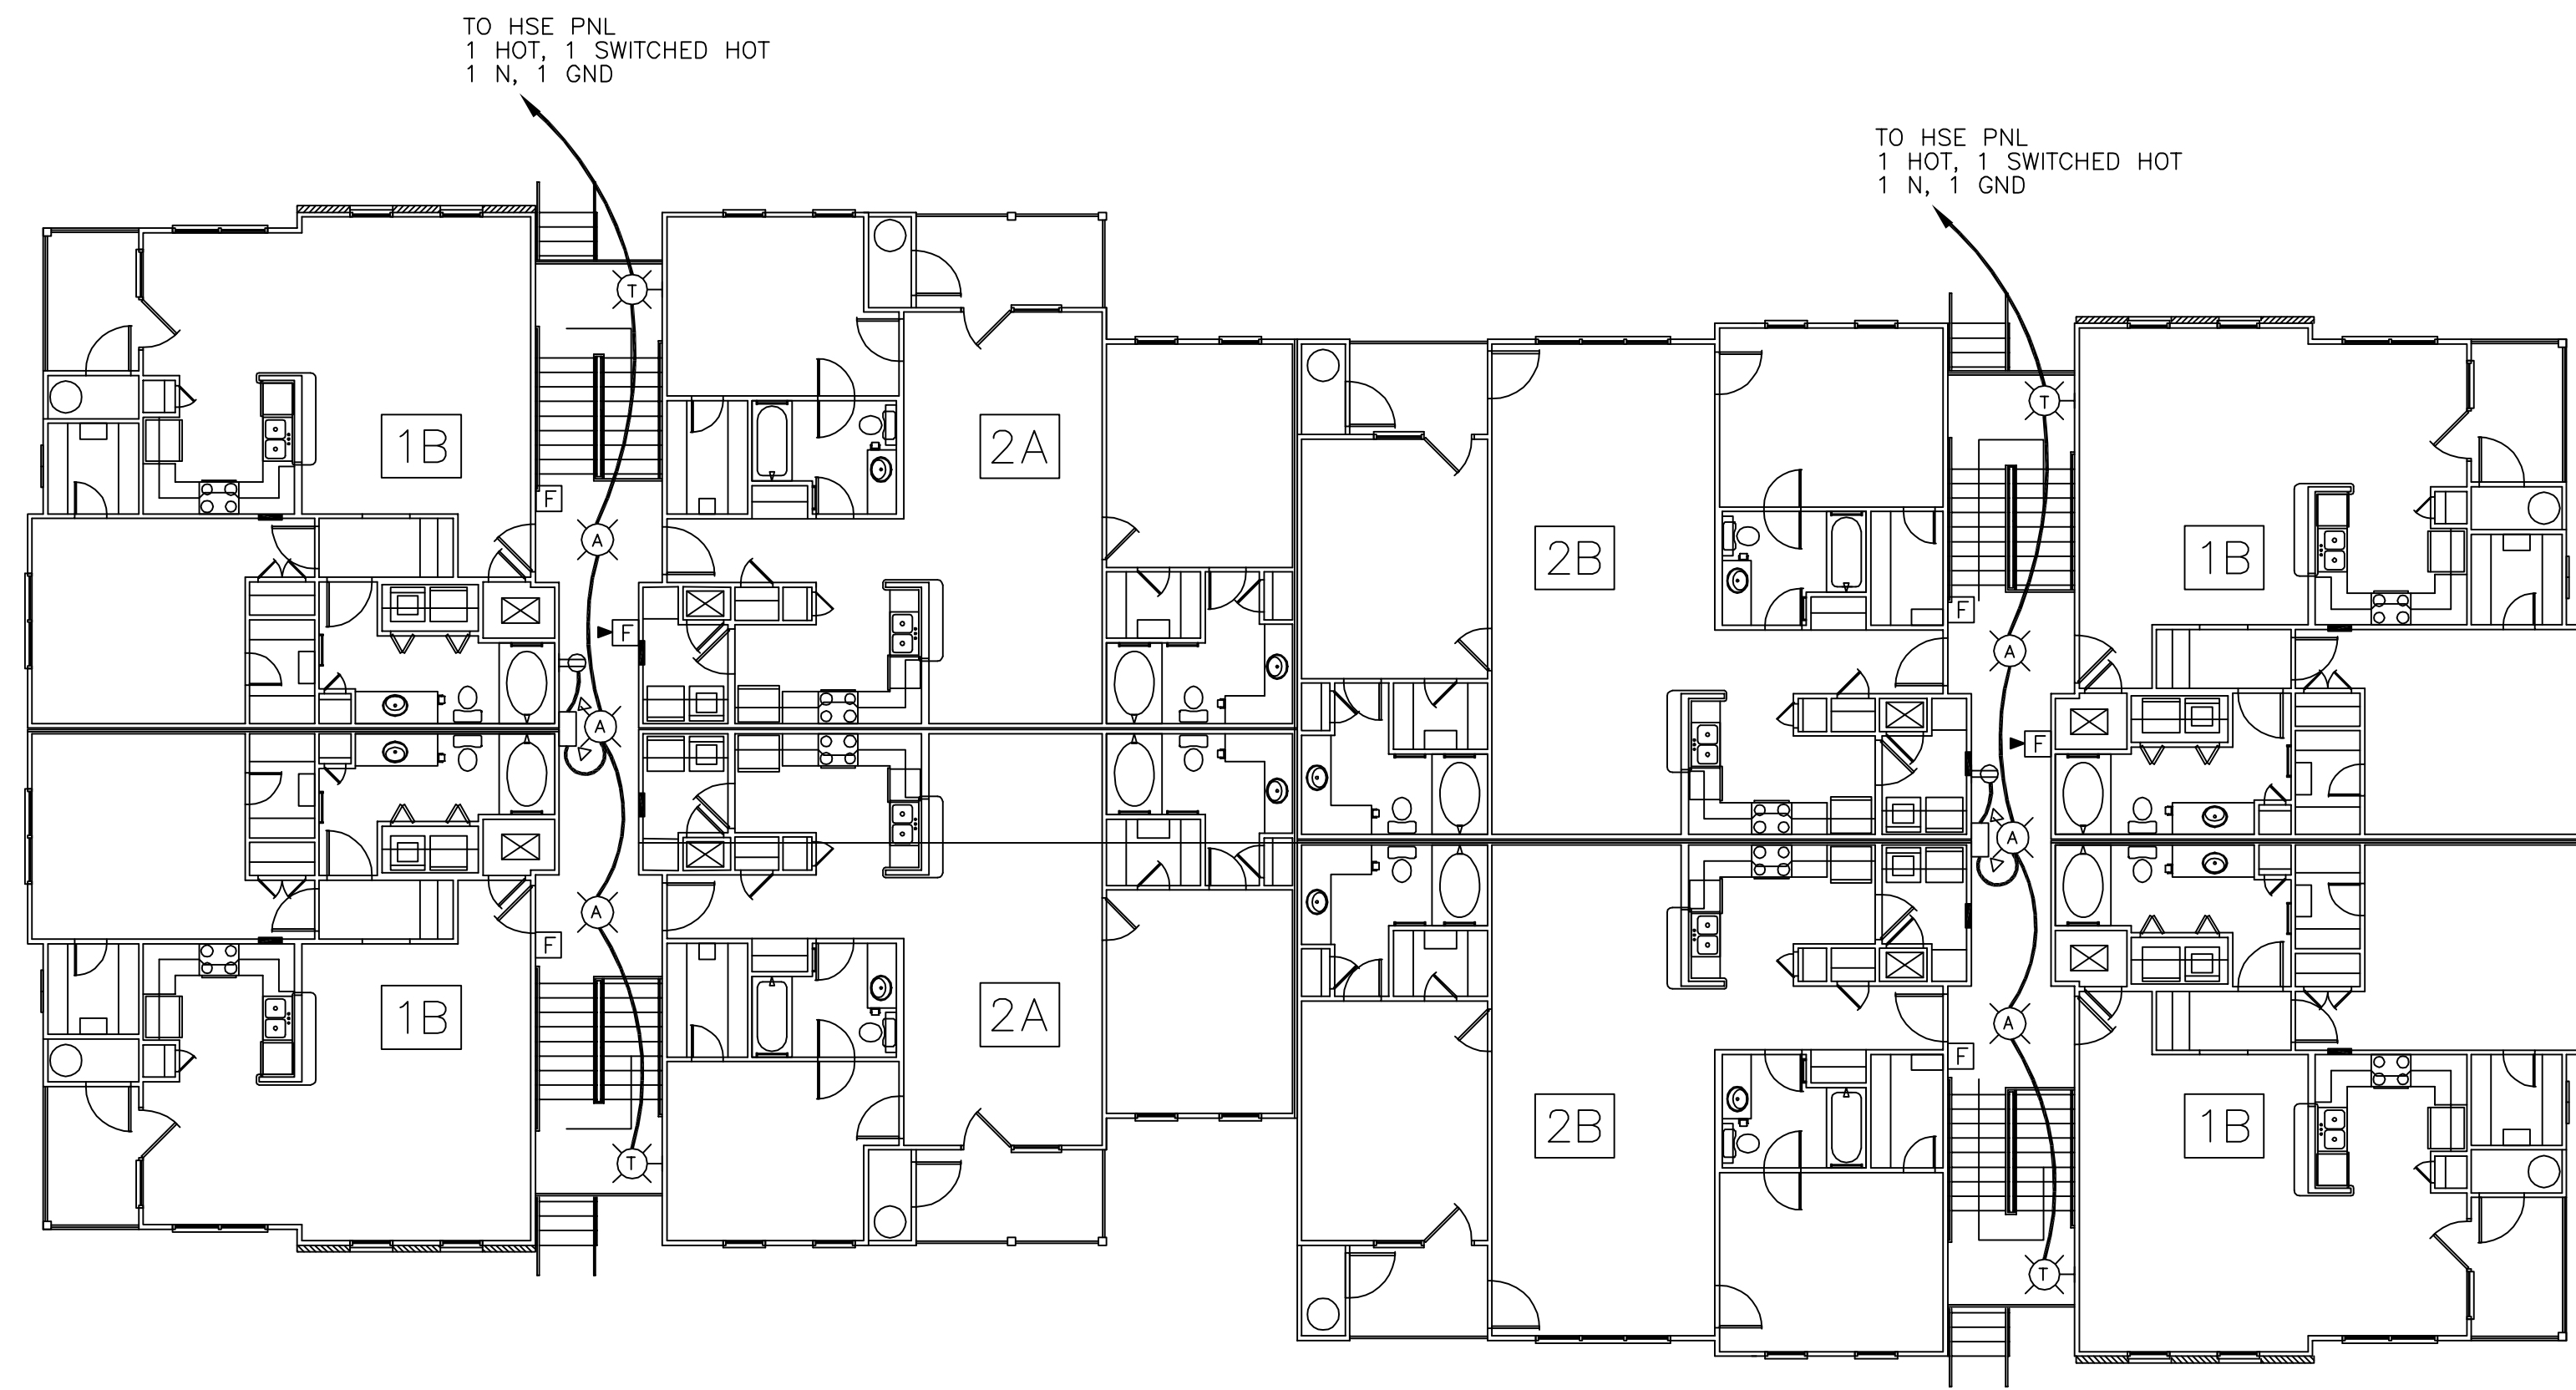 TO HSE PNL
1 HOT, 1 SWITCHED HOT
1 N, 1 GND
TO HSE PNL
1 HOT, 1 SWITCHED HOT
1 N, 1 GND
T
T
1B
2A
F
A
2B
1B
F
F
A
A
F
A
A
F
A
1B
2A
F
2B
1B
T
T